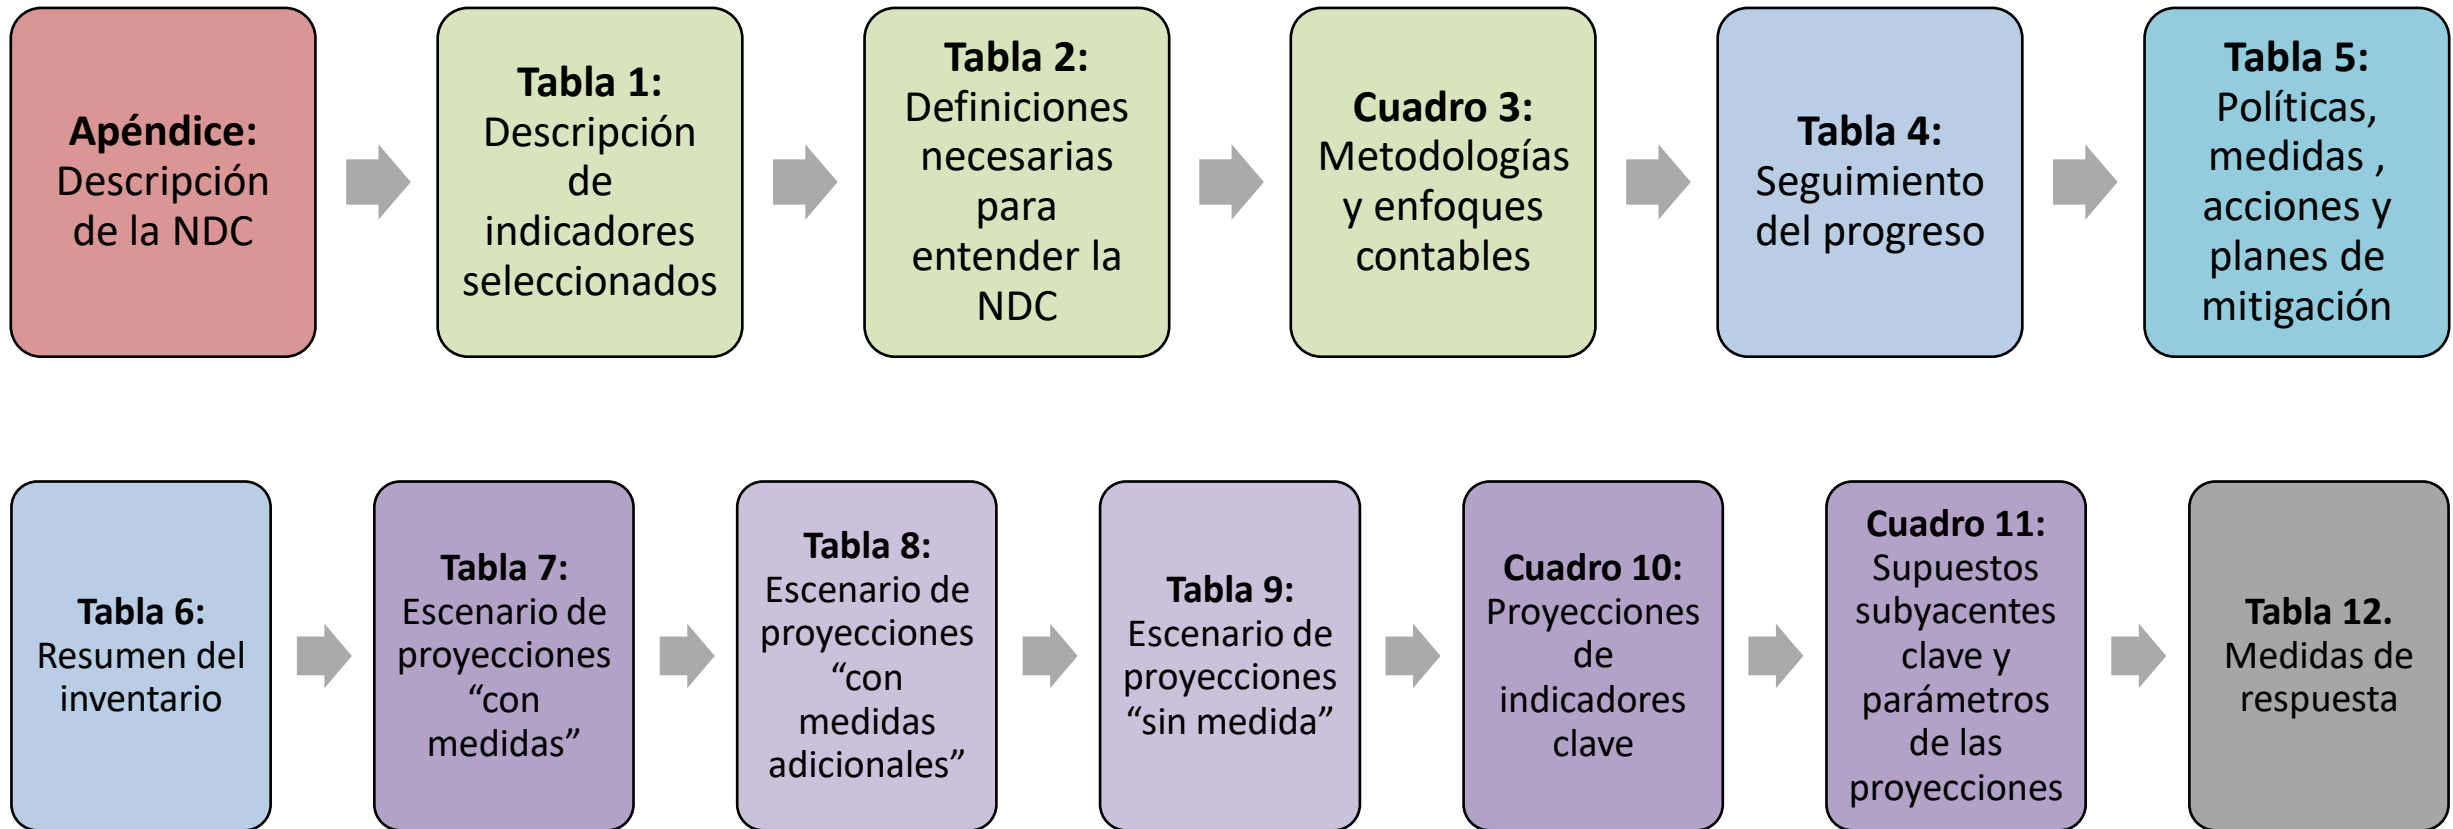 Apéndice:
Descripción
de la NDC
Tabla 1:
Descripción
de
indicadores
seleccionados
Tabla 2:
Definiciones
necesarias
para
entender la
NDC
Cuadro 3:
Metodologías
y enfoques
contables
Tabla 4:
Seguimiento
del progreso
Tabla 5:
Políticas,
medidas ,
acciones y
planes de
mitigación
Tabla 6:
Resumen del
inventario
Tabla 7:
Escenario de
proyecciones
“con
medidas”
Tabla 8:
Escenario de
proyecciones
“con
medidas
adicionales”
Tabla 9:
Escenario de
proyecciones
“sin medida”
Cuadro 10:
Proyecciones
de
indicadores
clave
Cuadro 11:
Supuestos
subyacentes
clave y
parámetros
de las
proyecciones
Tabla 12.
Medidas de
respuesta